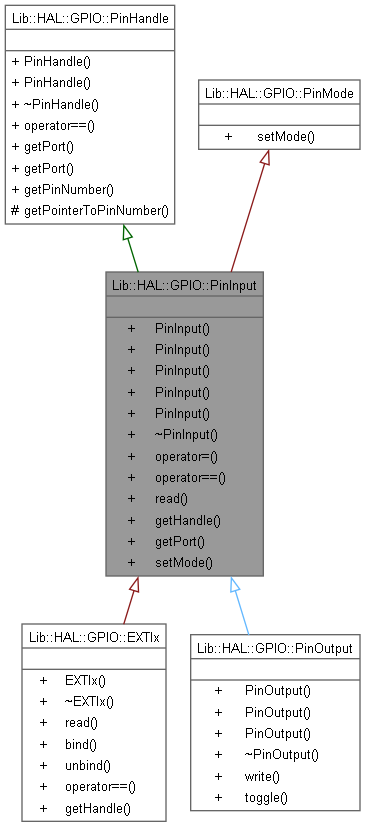 Lib::HAL::GPIO::PinHandle
+ PinHandle()
+ PinHandle()
+ ~PinHandle()
+ operator==()
+ getPort()
+ getPort()
+ getPinNumber()
# getPointerToPinNumber()
Lib::HAL::GPIO::PinMode
+ setMode()
Lib::HAL::GPIO::PinInput
+ PinInput()
+ PinInput()
+ PinInput()
+ PinInput()
+ PinInput()
+ ~PinInput()
+ operator=()
+ operator==()
+ read()
+ getHandle()
+ getPort()
+ setMode()
Lib::HAL::GPIO::EXTIx
+ EXTIx()
+ ~EXTIx()
+ read()
+ bind()
+ unbind()
+ operator==()
+ getHandle()
Lib::HAL::GPIO::PinOutput
+ PinOutput()
+ PinOutput()
+ PinOutput()
+ ~PinOutput()
+ write()
+ toggle()